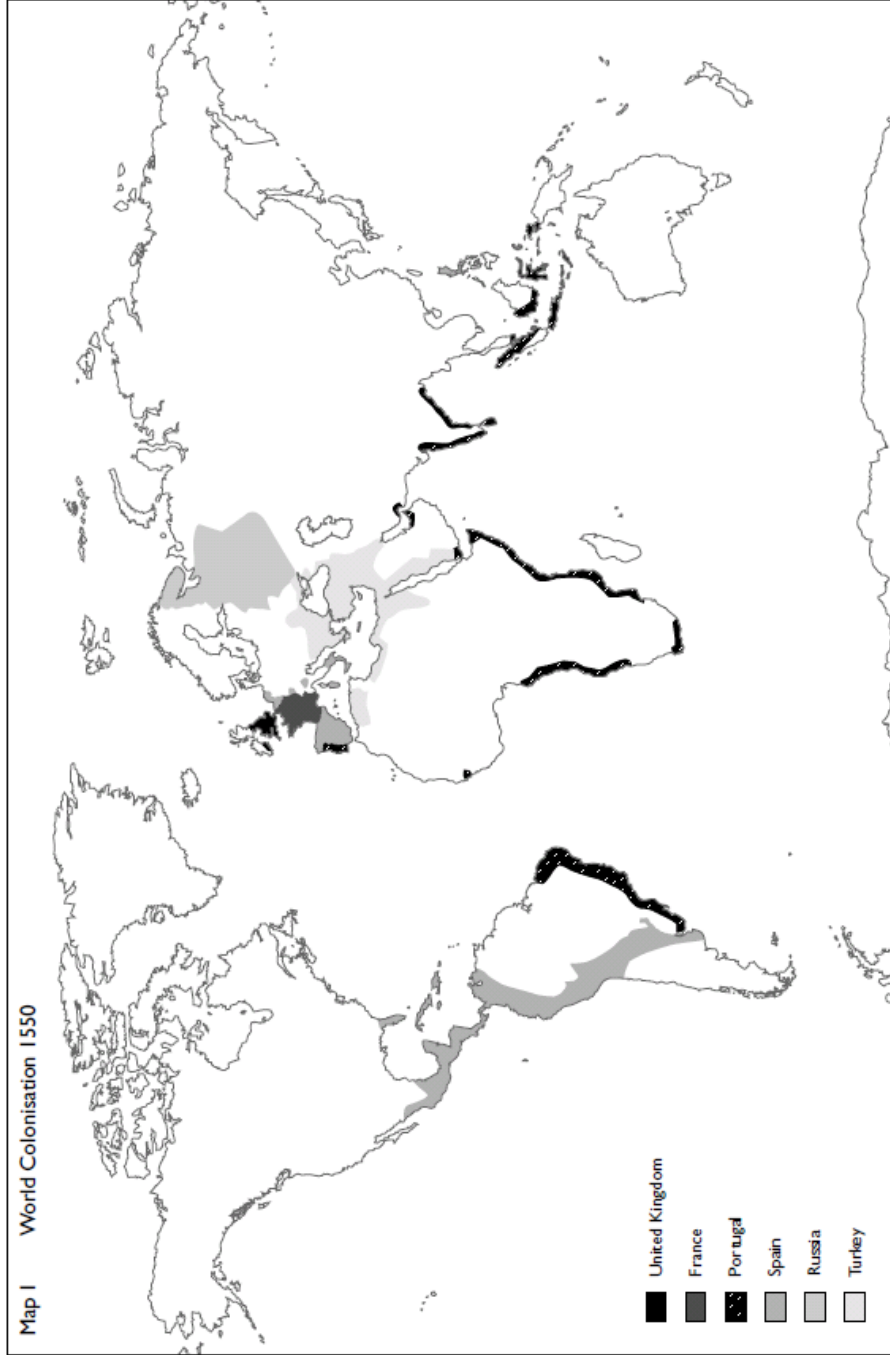 Map 1 World Colonisation 1550
United Kingdom
France
Portugal
Spain
Russia
Turkey